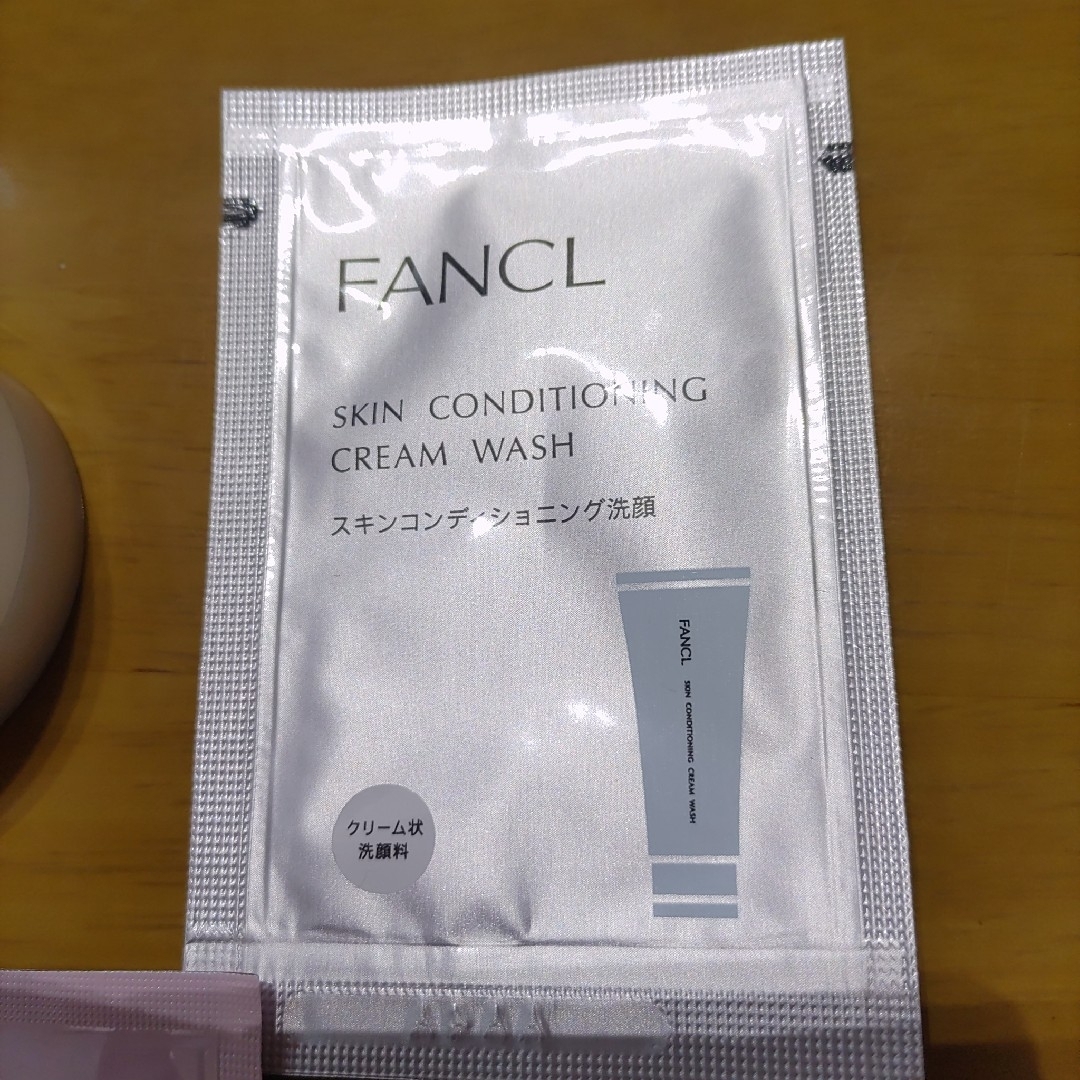 FANCL
SKIN CONDITIONING
CREAM WASH
スキンコンディショニング洗顔
FANCL SKIN CONDITIONING CREAM WASH
クリーム状
洗顔料